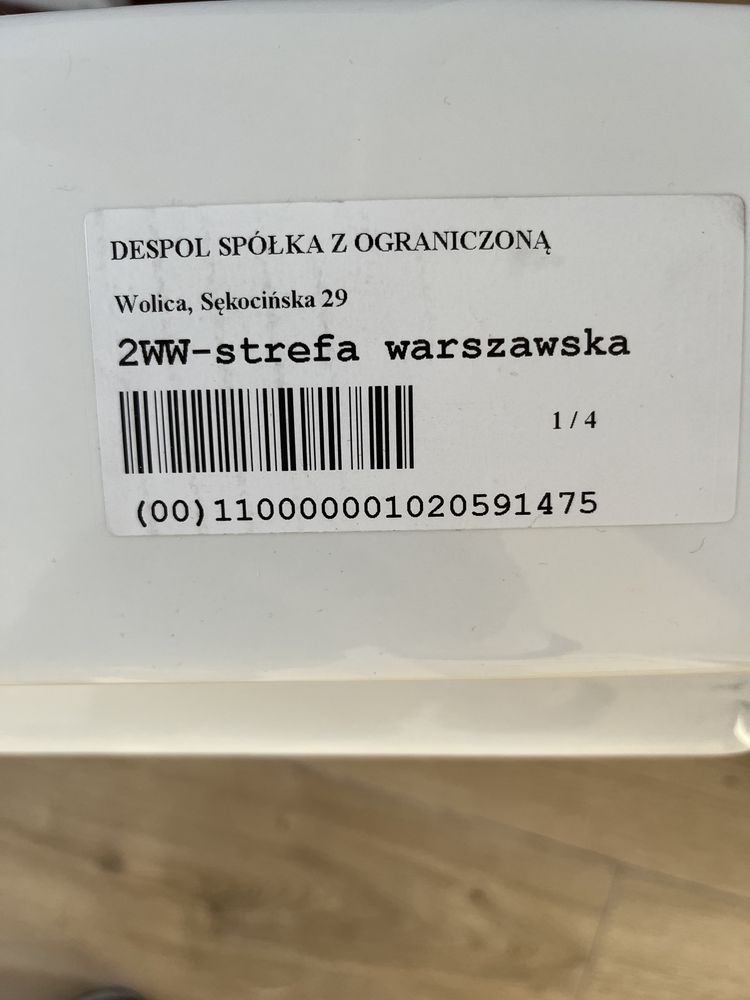 DESPOL SPÓŁKA Z OGRANICZONĄ
Wolica, Sękocińska 29
2WW-strefa warszawska
1 / 4
(00)110000001020591475